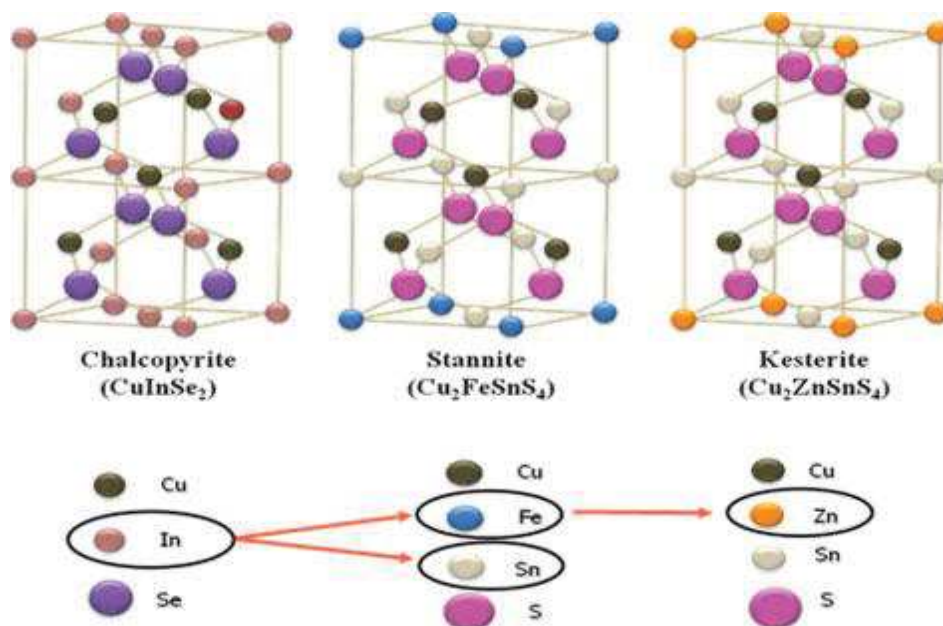 Chalcopyrite
(CuInSe₂)
Stannite
(Cu₂FeSnS₄)
Kesterite
(Cu₂ZnSnS₄)
Cu
In
Se
Cu
Fe
Sn
S
Cu
Zn
Sn
S